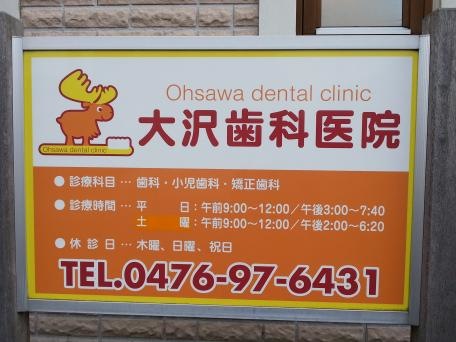 Ohsawa dental clinic
大沢歯科医院
Ohsawa dental clinic
● 診療科目 … 歯科・小児歯科・矯正歯科
● 診療時間 … 平 日：午前9:00～12:00／午後3:00～7:40
土 曜：午前9:00～12:00／午後2:00～6:20
● 休 診 日 … 木曜、日曜、祝日
TEL.0476-97-6431